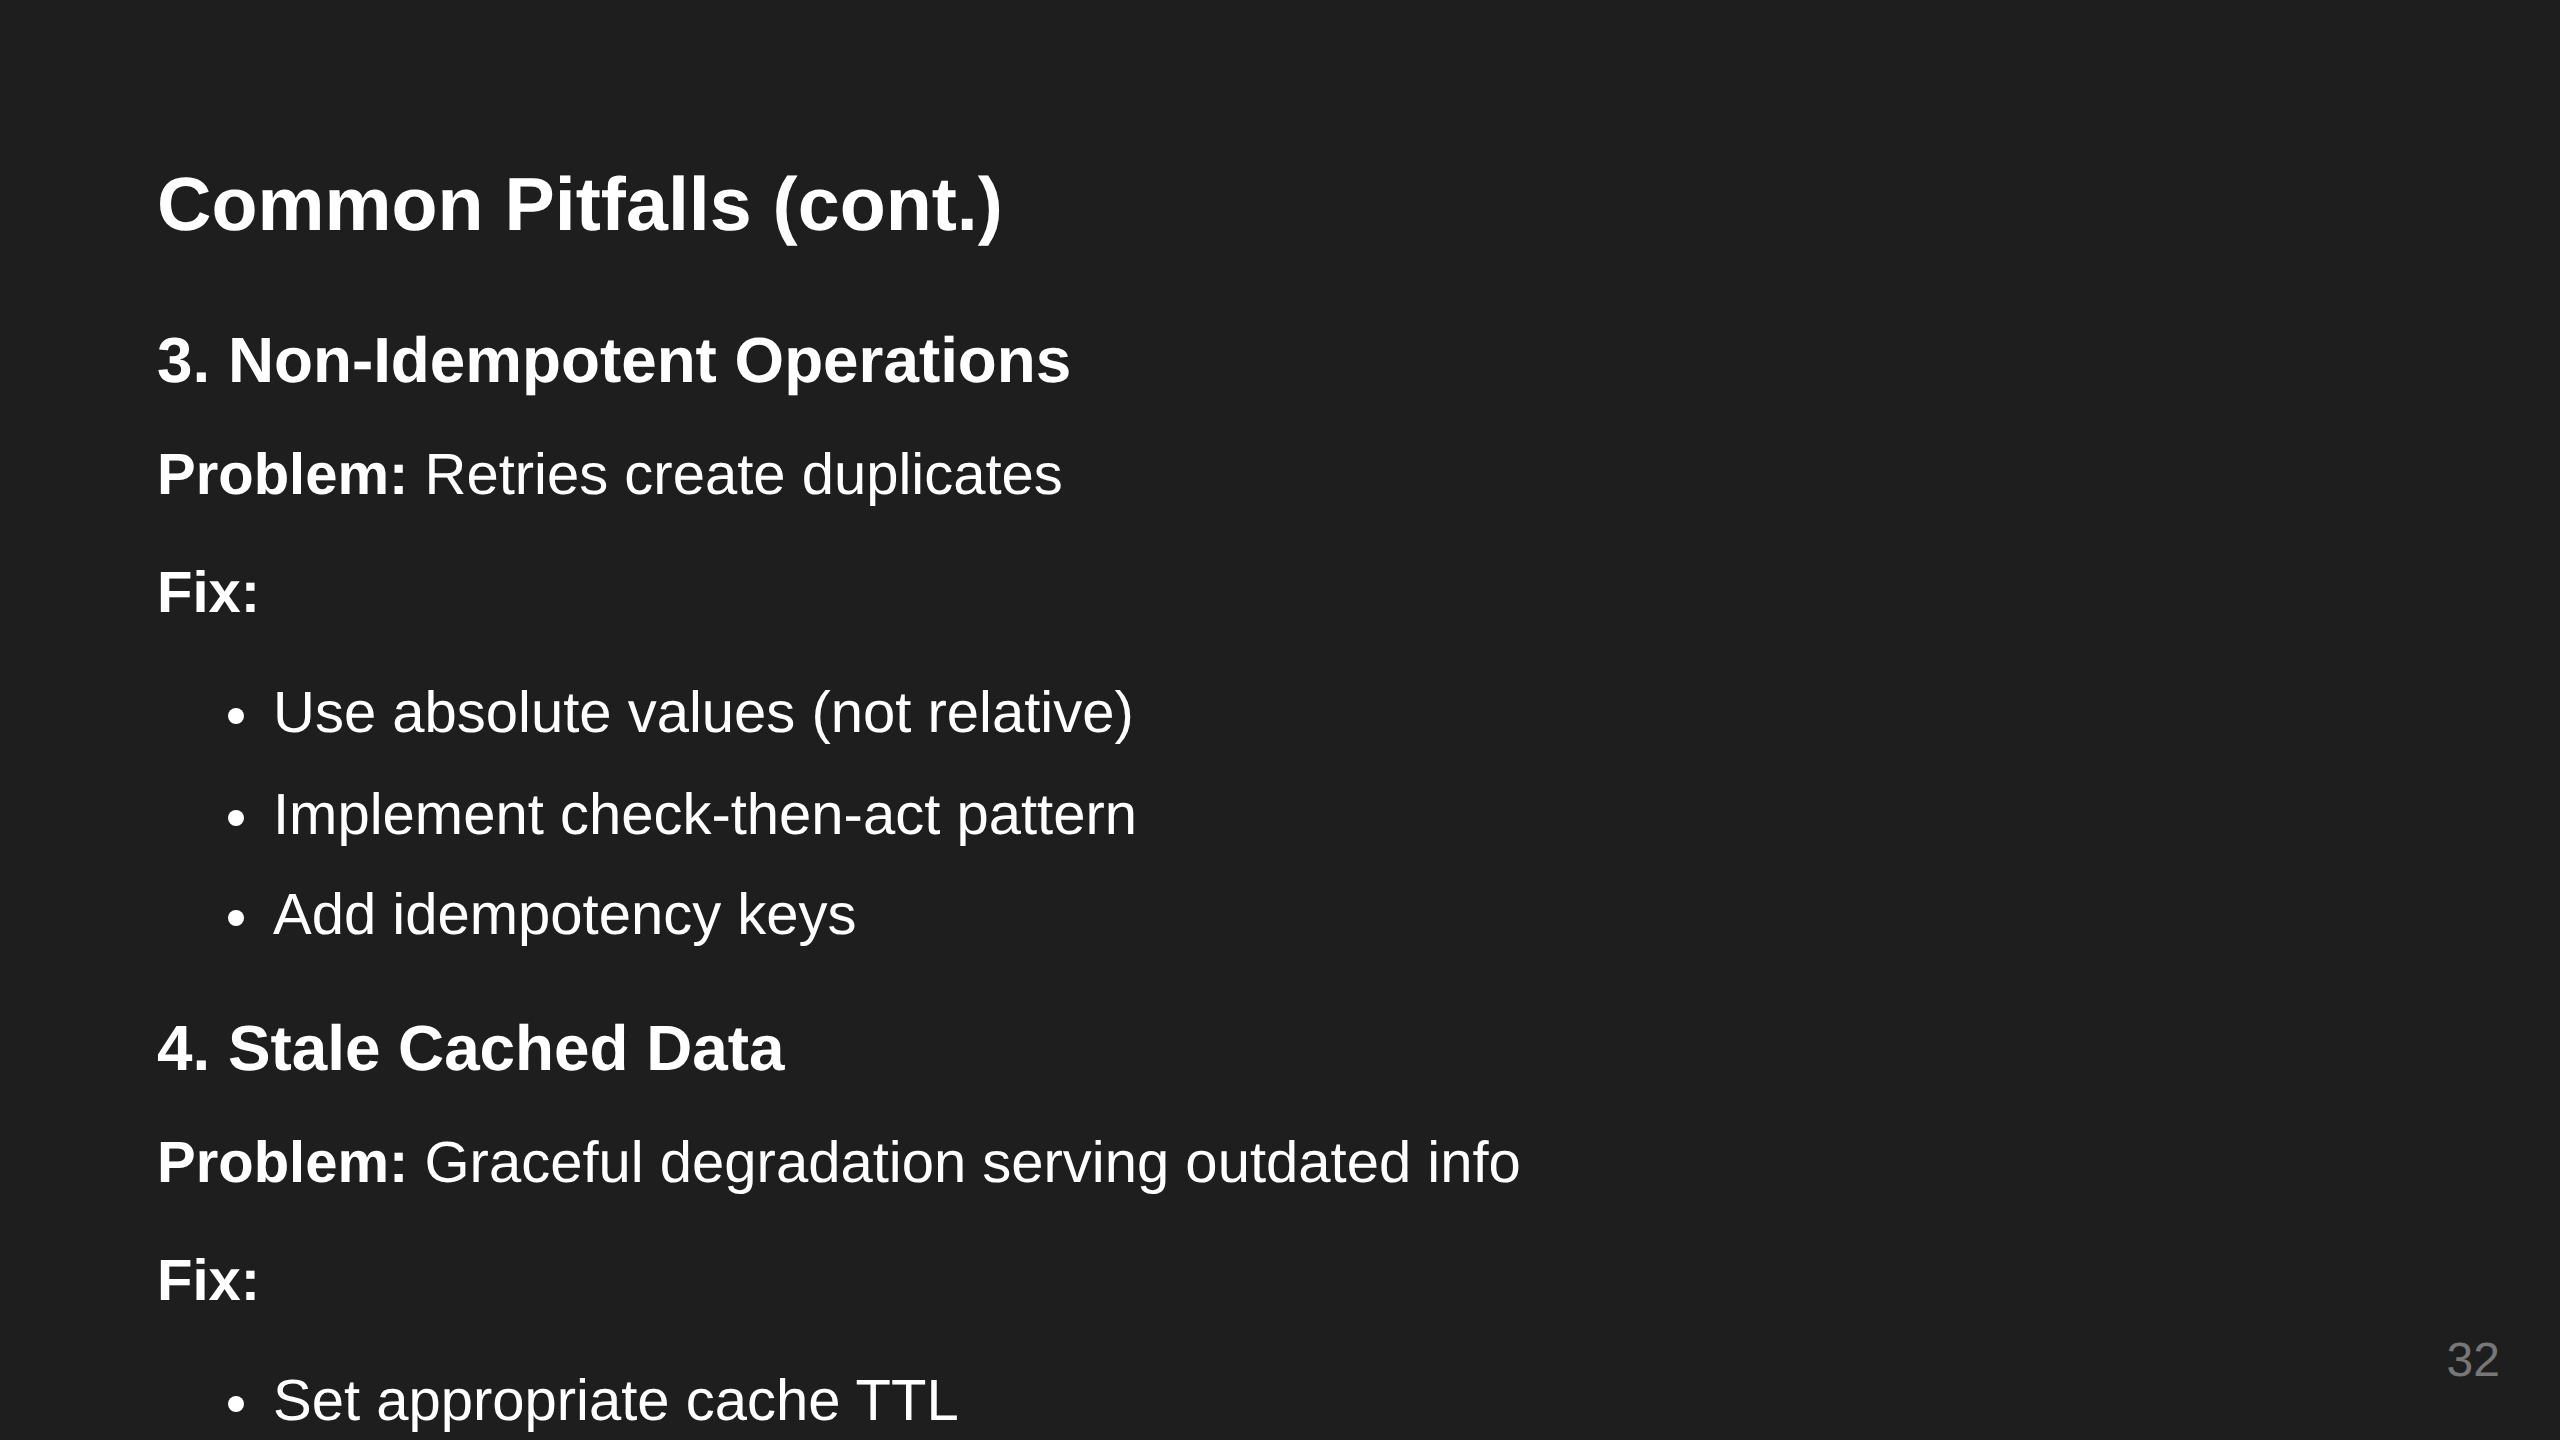 Common Pitfalls (cont.)
3. Non-Idempotent Operations
Problem: Retries create duplicates
Fix:
• Use absolute values (not relative)
• Implement check-then-act pattern
• Add idempotency keys
4. Stale Cached Data
Problem: Graceful degradation serving outdated info
Fix:
• Set appropriate cache TTL
32